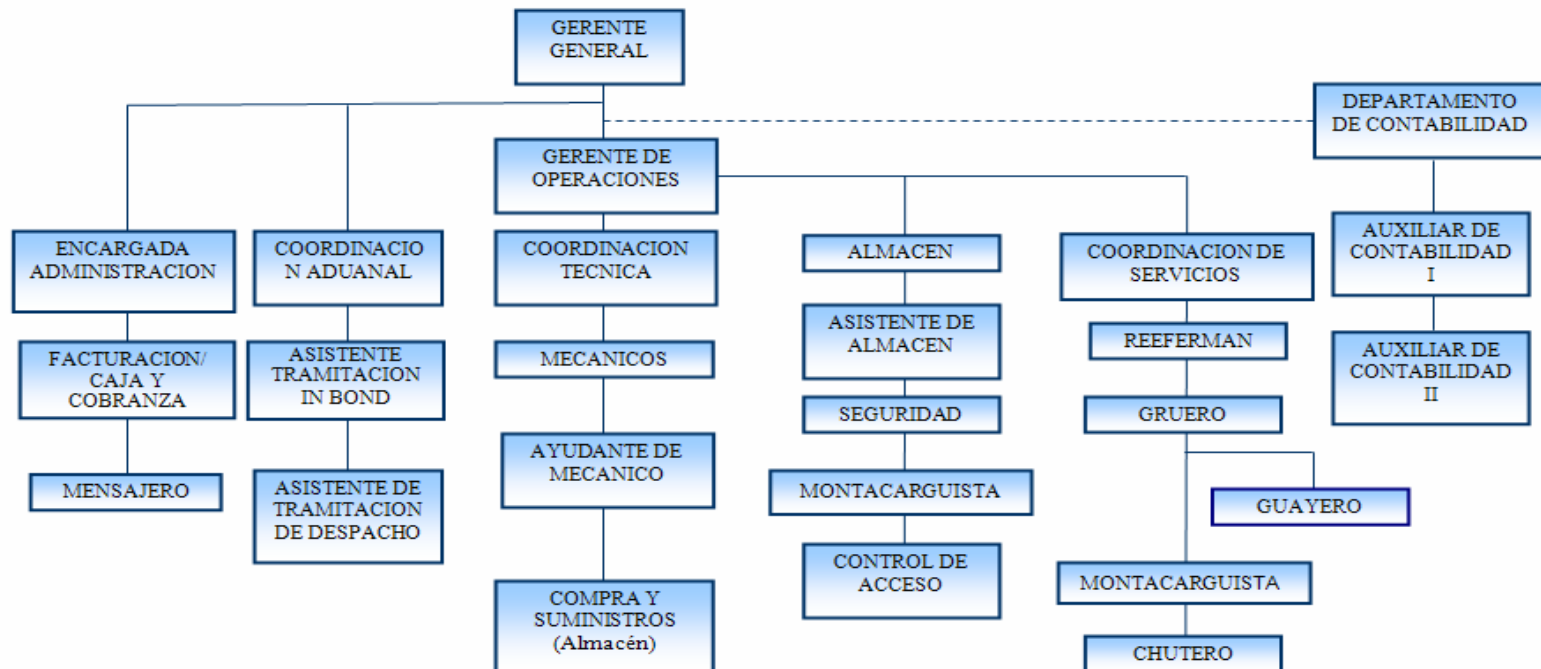 GERENTE
GENERAL
DEPARTAMENTO
DE CONTABILIDAD
GERENTE DE
OPERACIONES
ENCARGADA
ADMINISTRACION
COORDINACIO
N ADUANAL
COORDINACION
TECNICA
ALMACEN
COORDINACION DE
SERVICIOS
AUXILIAR DE
CONTABILIDAD
I
FACTURACION/
CAJA Y
COBRANZA
ASISTENTE
TRAMITACION
IN BOND
MECANICOS
ASISTENTE DE
ALMACEN
REEFERMAN
AUXILIAR DE
CONTABILIDAD
II
SEGURIDAD
GRUERO
AYUDANTE DE
MECANICO
MENSAJERO
ASISTENTE DE
TRAMITACION
DE DESPACHO
MONTACARGUISTA
GUAYERO
CONTROL DE
ACCESO
MONTACARGUISTA
COMPRA Y
SUMINISTROS
(Almacén)
CHUTERO